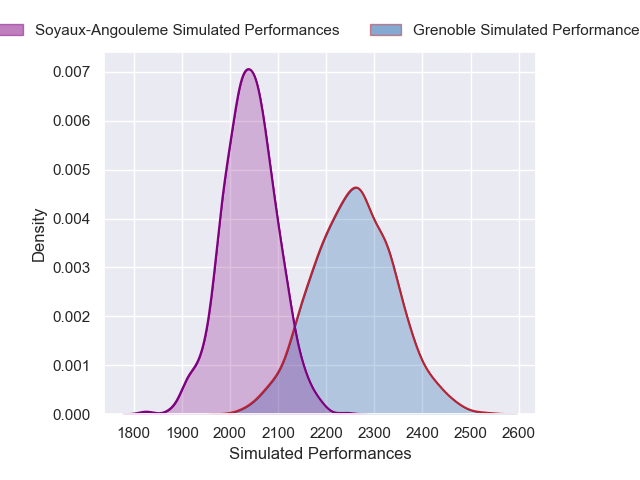 Soyaux-Angouleme Simulated Performances Grenoble Simulated Performance
0.007
0.006
0.005
0.004
0.003
0.002
0.001
0.000
Density
1800 1900 2000 2100 2200 2300 2400 2500 2600
Simulated Performances